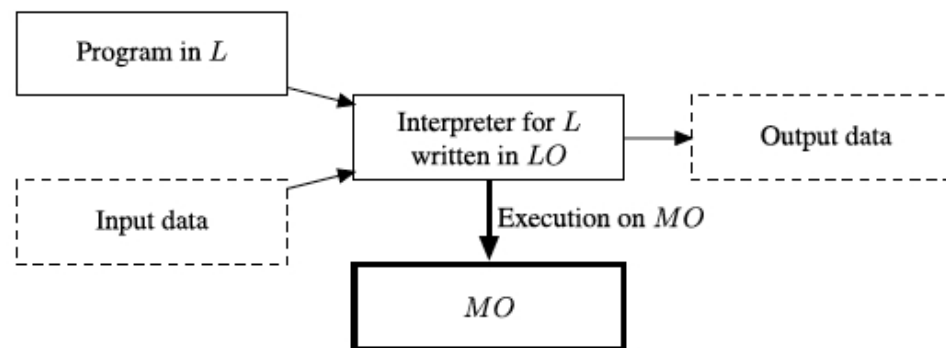 Program in L
Interpreter for L
written in LO
Output data
Input data
Execution on MO
MO